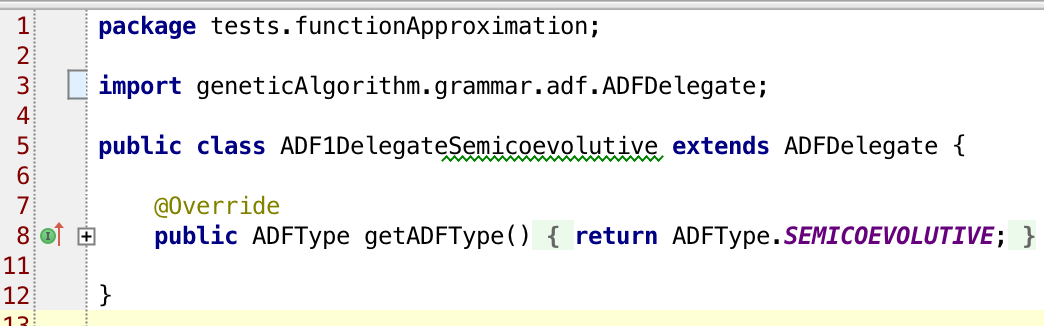 1 package tests.functionApproximation;
2
3 import geneticAlgorithm.grammar.adf.ADFDelegate;
4
5 public class ADF1DelegateSemicoevolutive extends ADFDelegate {
6
7 @Override
8 public ADFType getADFType() { return ADFType.SEMICOEVOLUTIVE; }
11
12 }
13